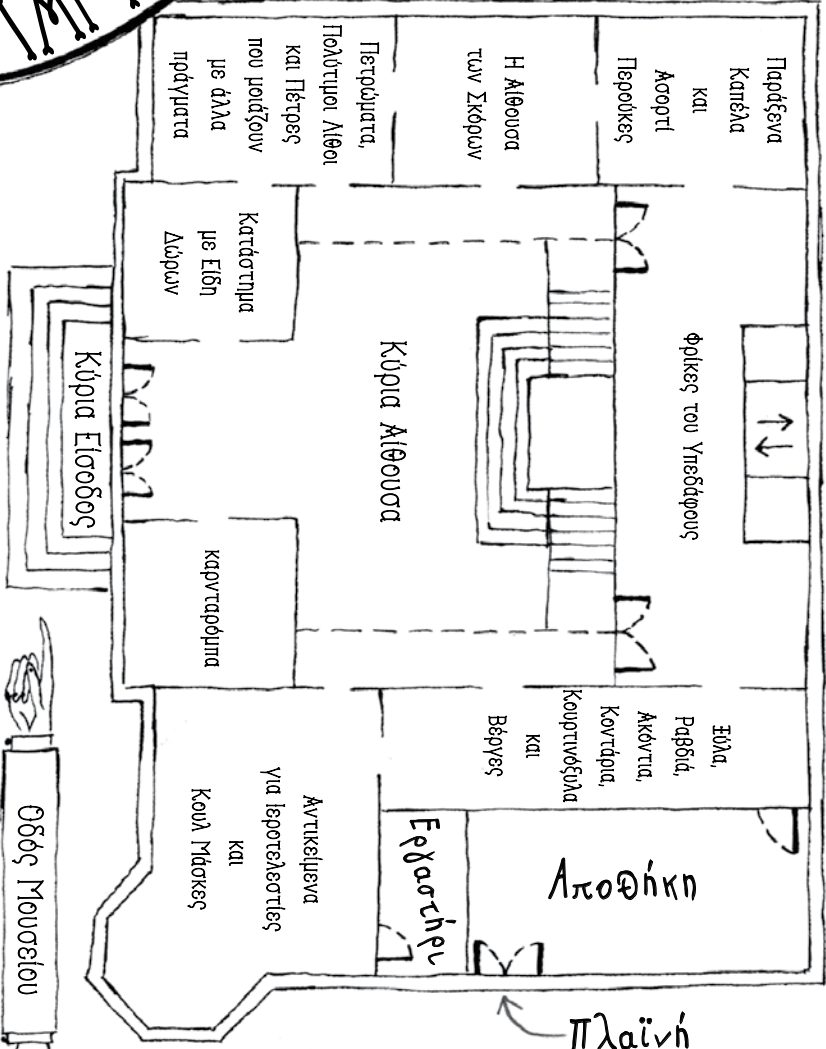 Παράξενα
Καπέλα
και
Ασορτί
Περούκες
Η Αίθουσα
των Σκόρων
Πετρώματα,
Πολύτιμοι Λίθοι
και Πέτρες
που μοιάζουν
με άλλα
πράγματα
Φρίκες του Υπεδάφους
Κύρια Αίθουσα
Κατάστημα
με Είδη
Δώρων
Κύρια Είσοδος
καρνταρόμπα
Ξύλα,
Ραβδιά,
Ακόντια,
Κοντάρια,
Κουρτινόξυλα
και
Βέργες
Αντικείμενα
για Ιεροτελεστίες
και
Κουλ Μάσκες
Εργαστήρι
Αποθήκη
Πλαϊνή
Οδός Μουσείου